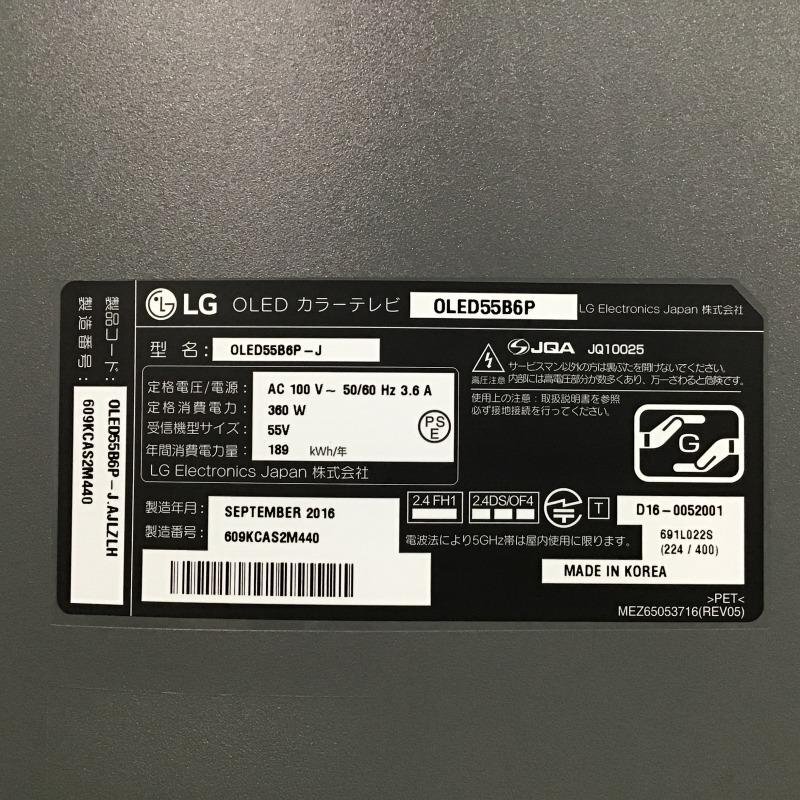 LG OLED カラーテレビ OLED55B6P LG Electronics Japan 株式会社
型 名: OLED55B6P-J
定格電圧/電源: AC 100 V~ 50/60 Hz 3.6 A
定格消費電力: 360 W
受信機型サイズ: 55V
年間消費電力量: 189 kWh/年
PS E
LG Electronics Japan 株式会社
JQA JQ10025
高圧注意
サービスマン以外の方は裏ぶたを開けないでください。
内部には高電圧部分が数多くあり、万一さわると危険です。
使用上の注意: 取扱説明書を参照
必ず接地接続を行ってください。
G
製造年月: SEPTEMBER 2016
製造番号: 609KCAS2M440
2.4 FH1 2.4DS/OF4 T D16-0052001
電波法により5GHz帯は屋内使用に限ります。
691L022S
(224 / 400)
MADE IN KOREA
>PET<
MEZ65053716(REV05)
製品コード: OLED55B6P-J.AJLZLH
製造番号: 609KCAS2M440